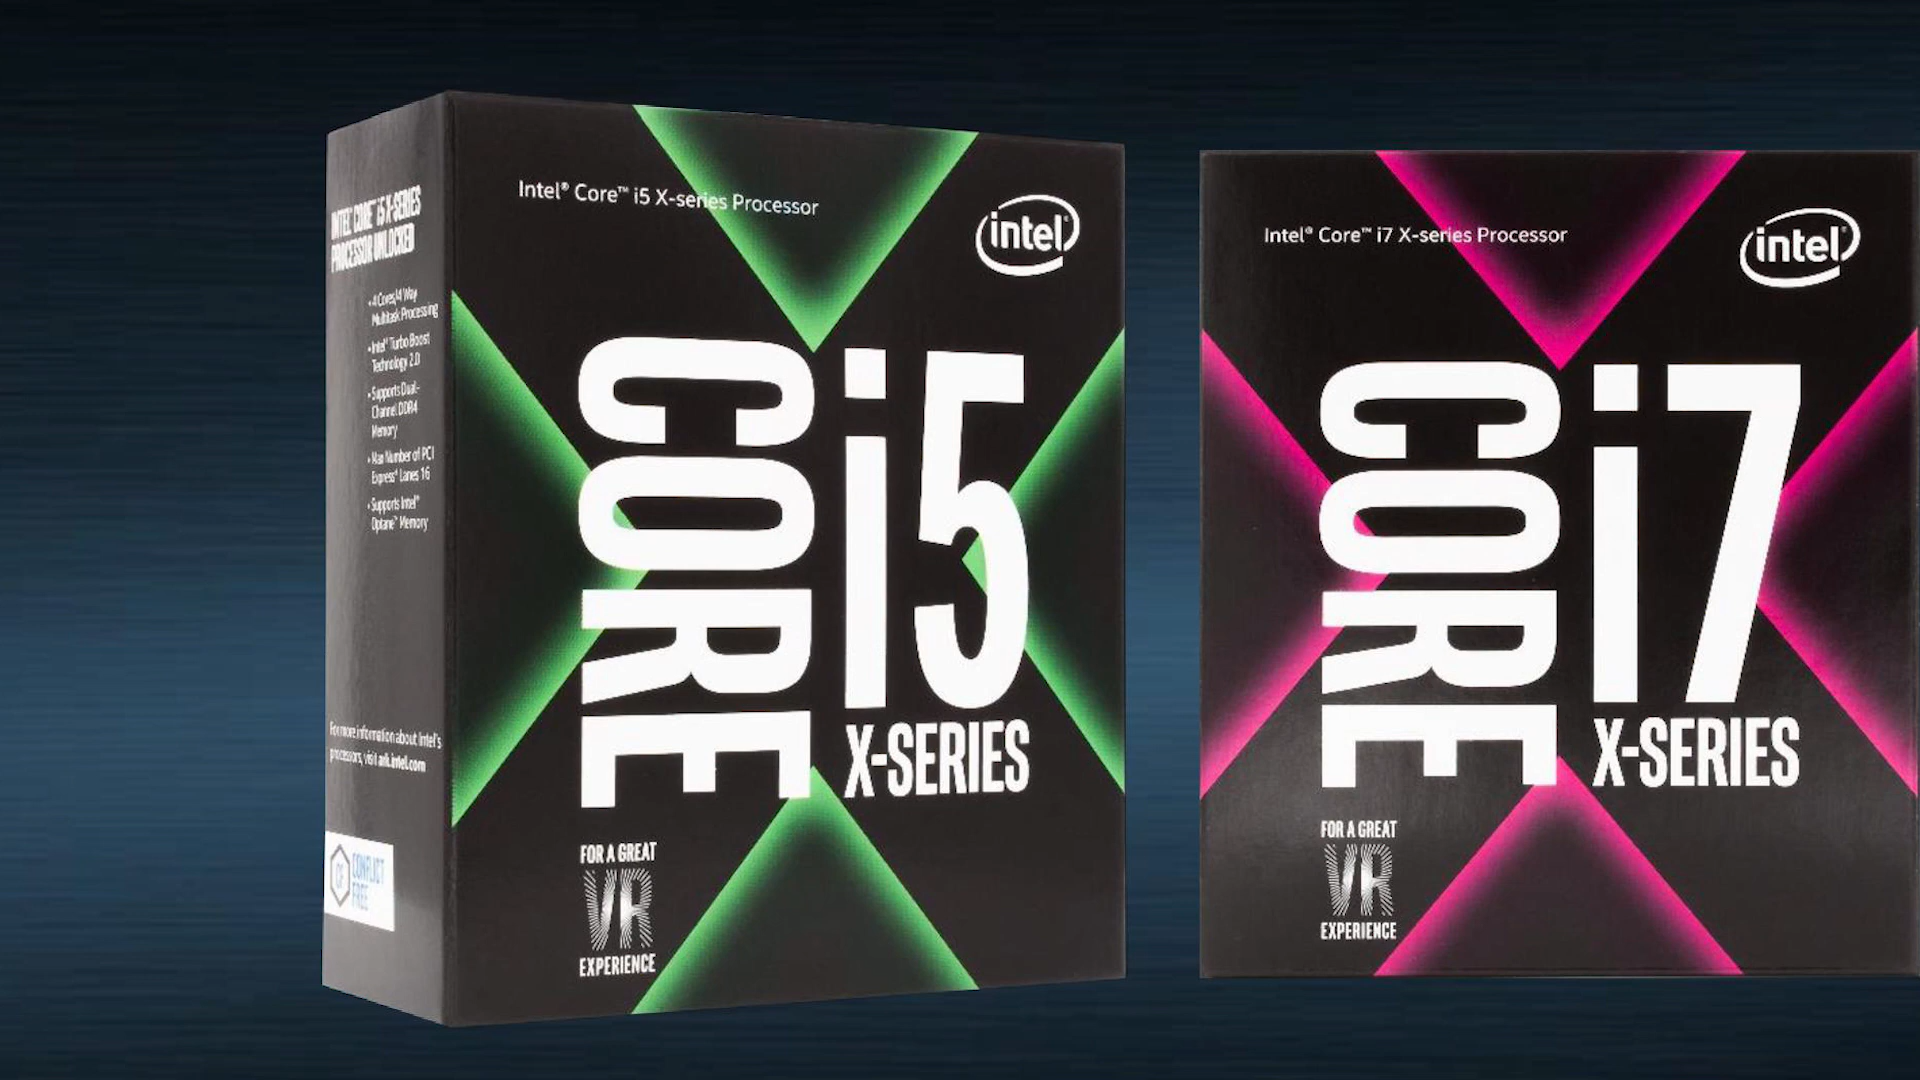 INTEL® CORE™ i5 X-SERIES
PROCESSOR UNLOCKED
• 4 Cores/4 Way
Multitask Processing
• Intel® Turbo Boost
Technology 2.0
• Supports Dual-
Channel DDR4
Memory
• Max Number of PCI
Express® Lanes 16
• Supports Intel®
Optane™ Memory
For more information about Intel's
processors, visit ark.intel.com
CF
CONFLICT
FREE
Intel® Core™ i5 X-series Processor
intel®
CORE
i5
X-SERIES
FOR A GREAT
VR
EXPERIENCE
Intel® Core™ i7 X-series Processor
intel®
CORE
i7
X-SERIES
FOR A GREAT
VR
EXPERIENCE